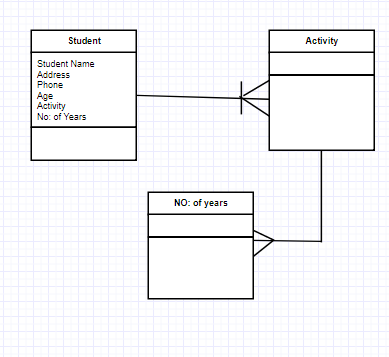 Student
Student Name
Address
Phone
Age
Activity
No: of Years
Activity
NO: of years